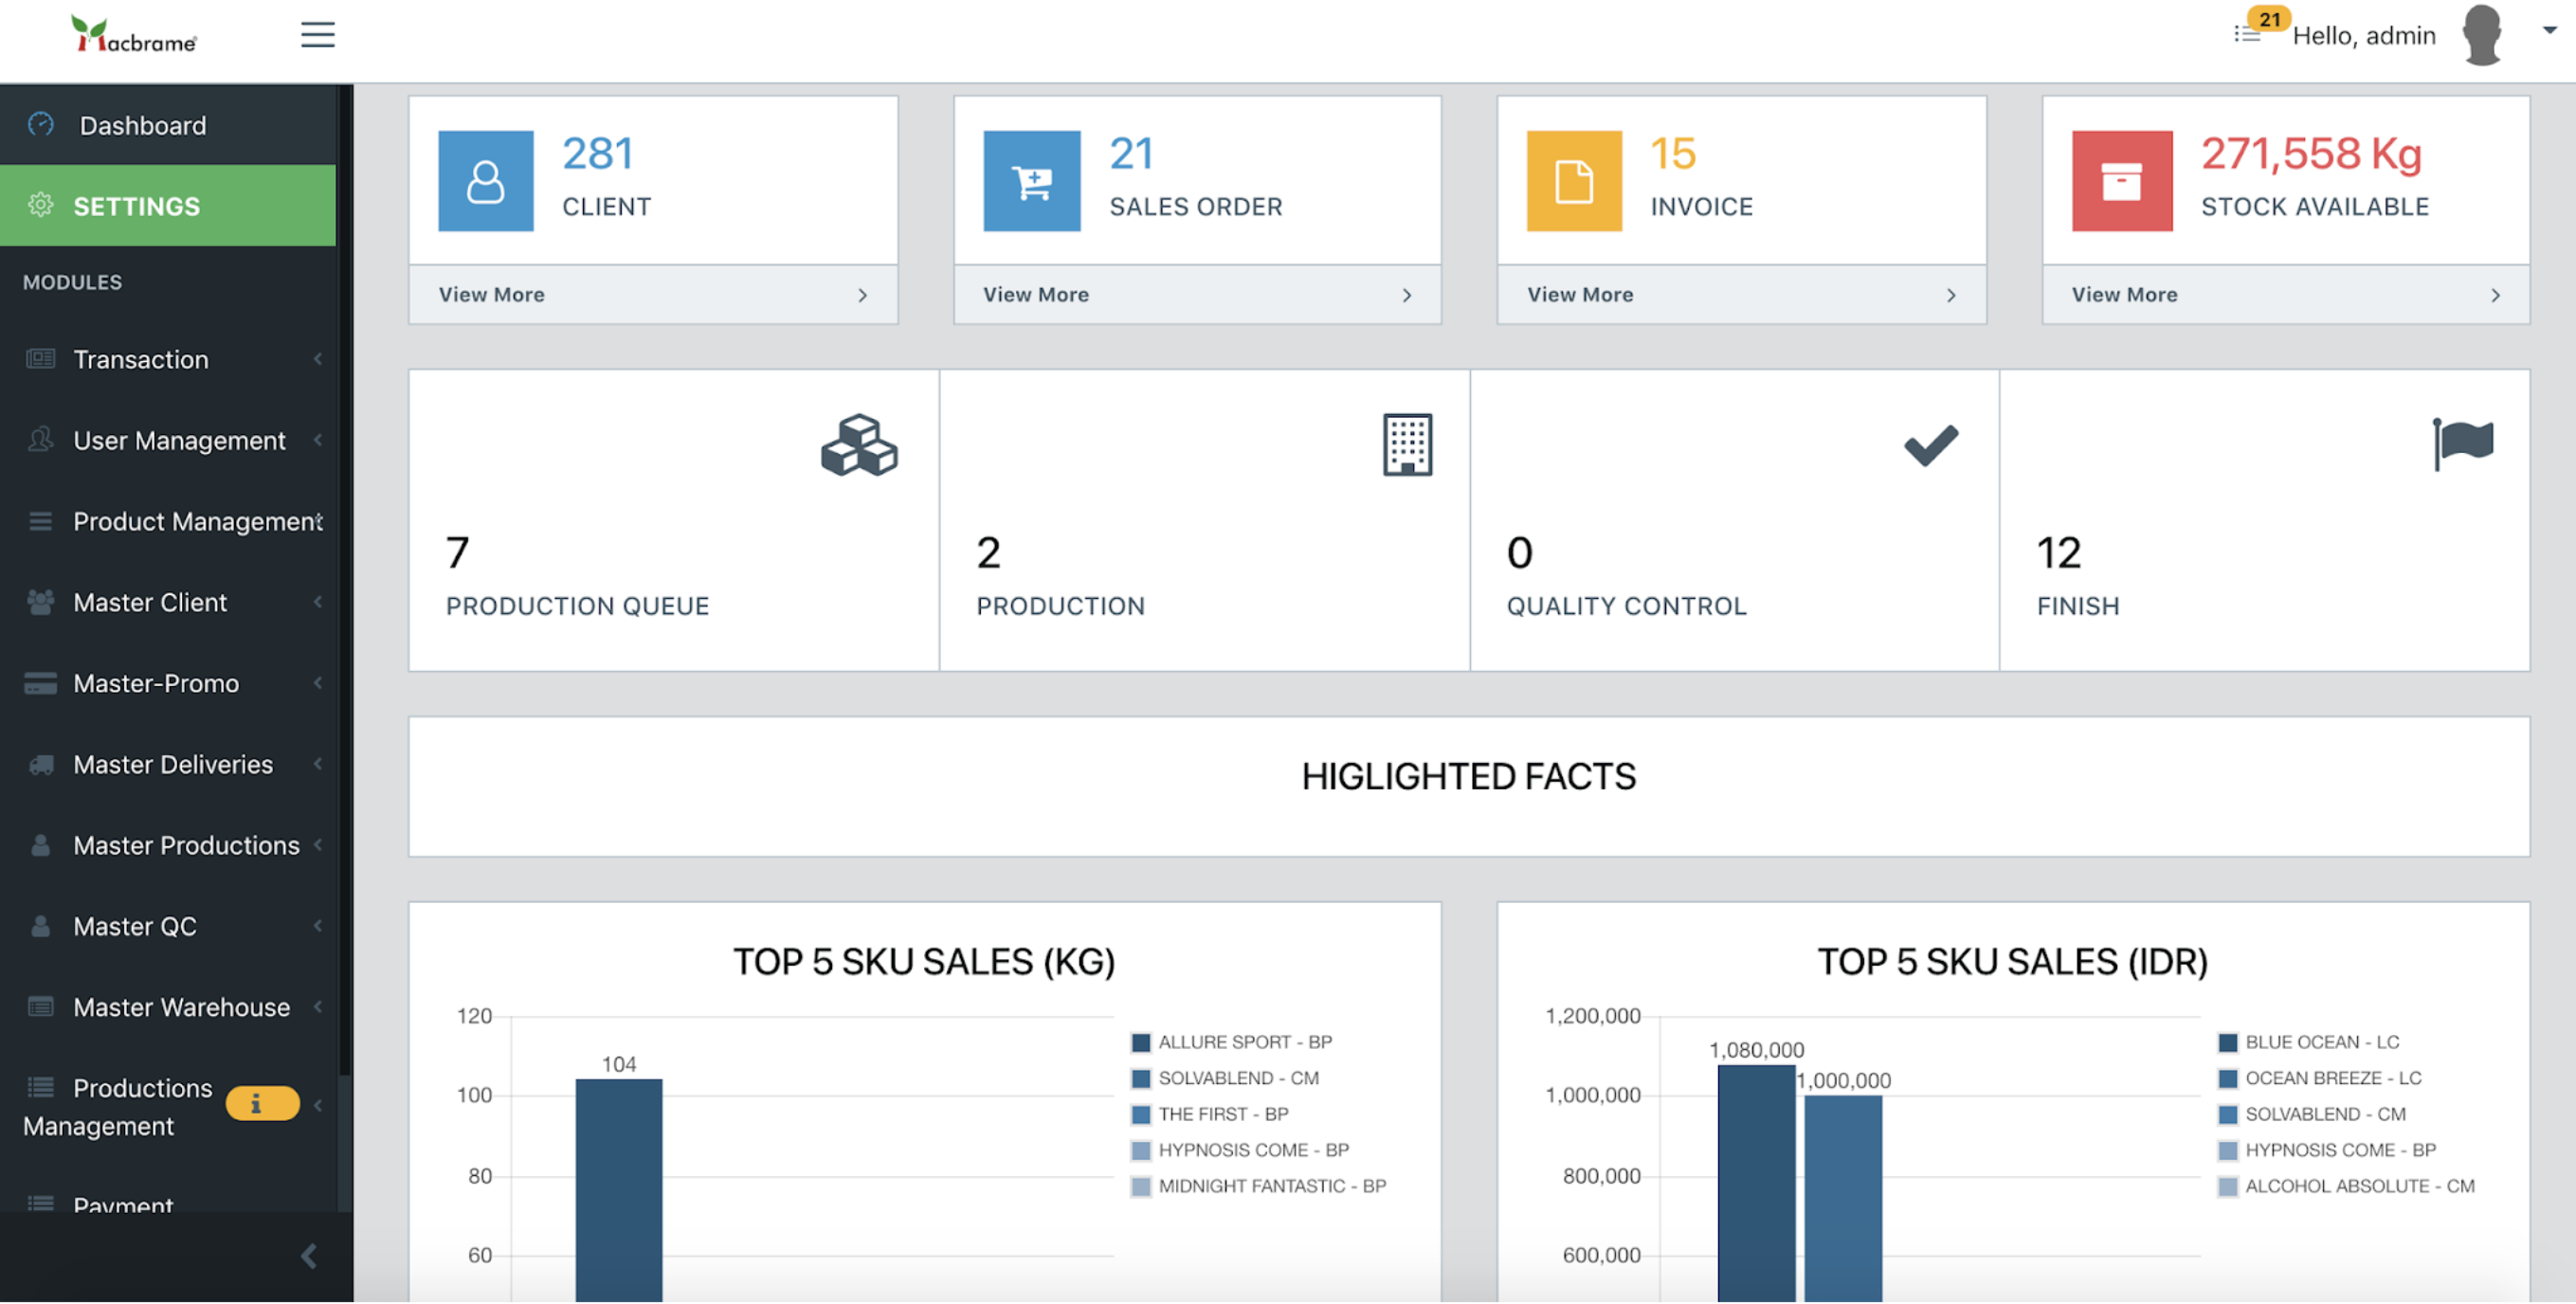 Macbrame
21
Hello, admin
Dashboard
SETTINGS
MODULES
Transaction
User Management
Product Management
Master Client
Master-Promo
Master Deliveries
Master Productions
Master QC
Master Warehouse
Productions
Management
i
Payment
281
CLIENT
View More
21
SALES ORDER
View More
15
INVOICE
View More
271,558 Kg
STOCK AVAILABLE
View More
7
PRODUCTION QUEUE
2
PRODUCTION
0
QUALITY CONTROL
12
FINISH
HIGLIGHTED FACTS
TOP 5 SKU SALES (KG)
120
100
80
60
104
ALLURE SPORT - BP
SOLVABLEND - CM
THE FIRST - BP
HYPNOSIS COME - BP
MIDNIGHT FANTASTIC - BP
TOP 5 SKU SALES (IDR)
1,200,000
1,000,000
800,000
600,000
1,080,000
1,000,000
BLUE OCEAN - LC
OCEAN BREEZE - LC
SOLVABLEND - CM
HYPNOSIS COME - BP
ALCOHOL ABSOLUTE - CM